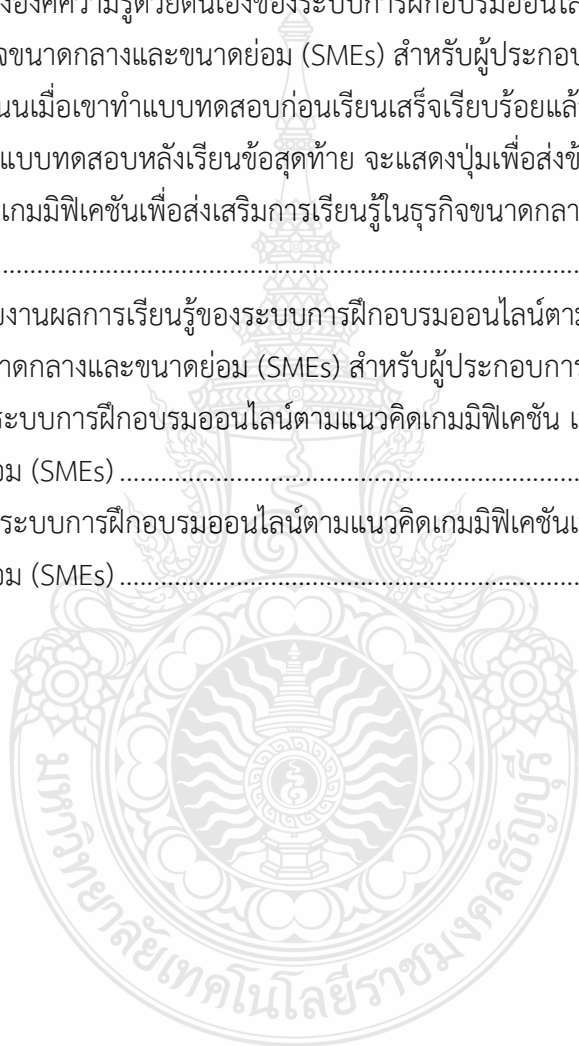 งองค์ความรู้ด้วยตนเองของระบบการฝึกอบรมออนไล
จขนาดกลางและขนาดย่อม (SMEs) สำหรับผู้ประกอบ
นนเมื่อเขาทำแบบทดสอบก่อนเรียนเสร็จเรียบร้อยแล้
แบบทดสอบหลังเรียนข้อสุดท้าย จะแสดงปุ่มเพื่อส่งข้
เกมมิฟิเคชันเพื่อส่งเสริมการเรียนรู้ในธุรกิจขนาดกลา
...........................................................................
งานผลการเรียนรู้ของระบบการฝึกอบรมออนไลน์ตาม
าดกลางและขนาดย่อม (SMEs) สำหรับผู้ประกอบการ
ระบบการฝึกอบรมออนไลน์ตามแนวคิดเกมมิฟิเคชัน เ
อม (SMEs) ............................................................
ระบบการฝึกอบรมออนไลน์ตามแนวคิดเกมมิฟิเคชันเ
อม (SMEs) ............................................................
มหาวิทยาลัยเทคโนโลยีราชมงคลธัญบุรี